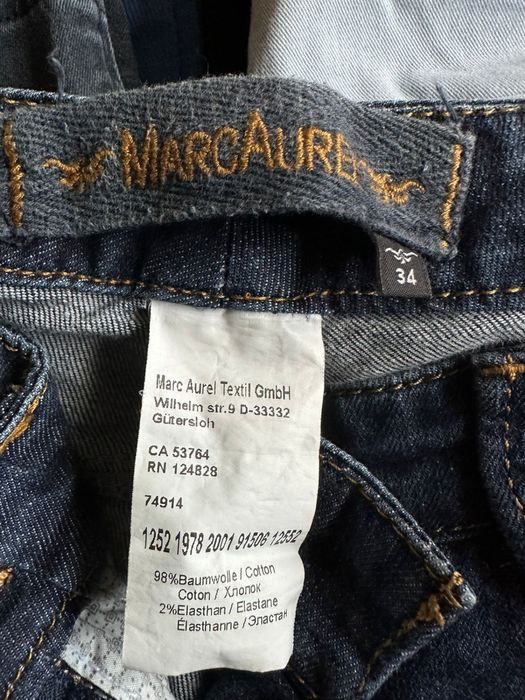 MARCAUREL
34
Marc Aurel Textil GmbH
Wilhelm str.9 D-33332
Gütersloh
CA 53764
RN 124828
74914
1252 1978 2001 91506 12552
98%Baumwolle / Cotton
Coton / Хлопок
2%Elasthan / Elastane
Élasthanne / Эластан